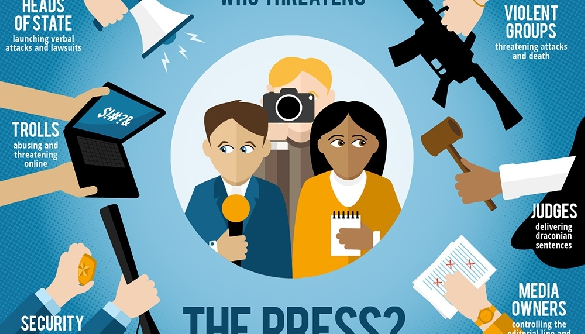 WHO THREATENS
HEADS
OF STATE
launching verbal
attacks and lawsuits
VIOLENT
GROUPS
threatening attacks
and death
TROLLS
abusing and
threatening
online
$!#?&
JUDGES
delivering
draconian
sentences
SECURITY
MEDIA
OWNERS
controlling the
editorial line and
THE PRESS?